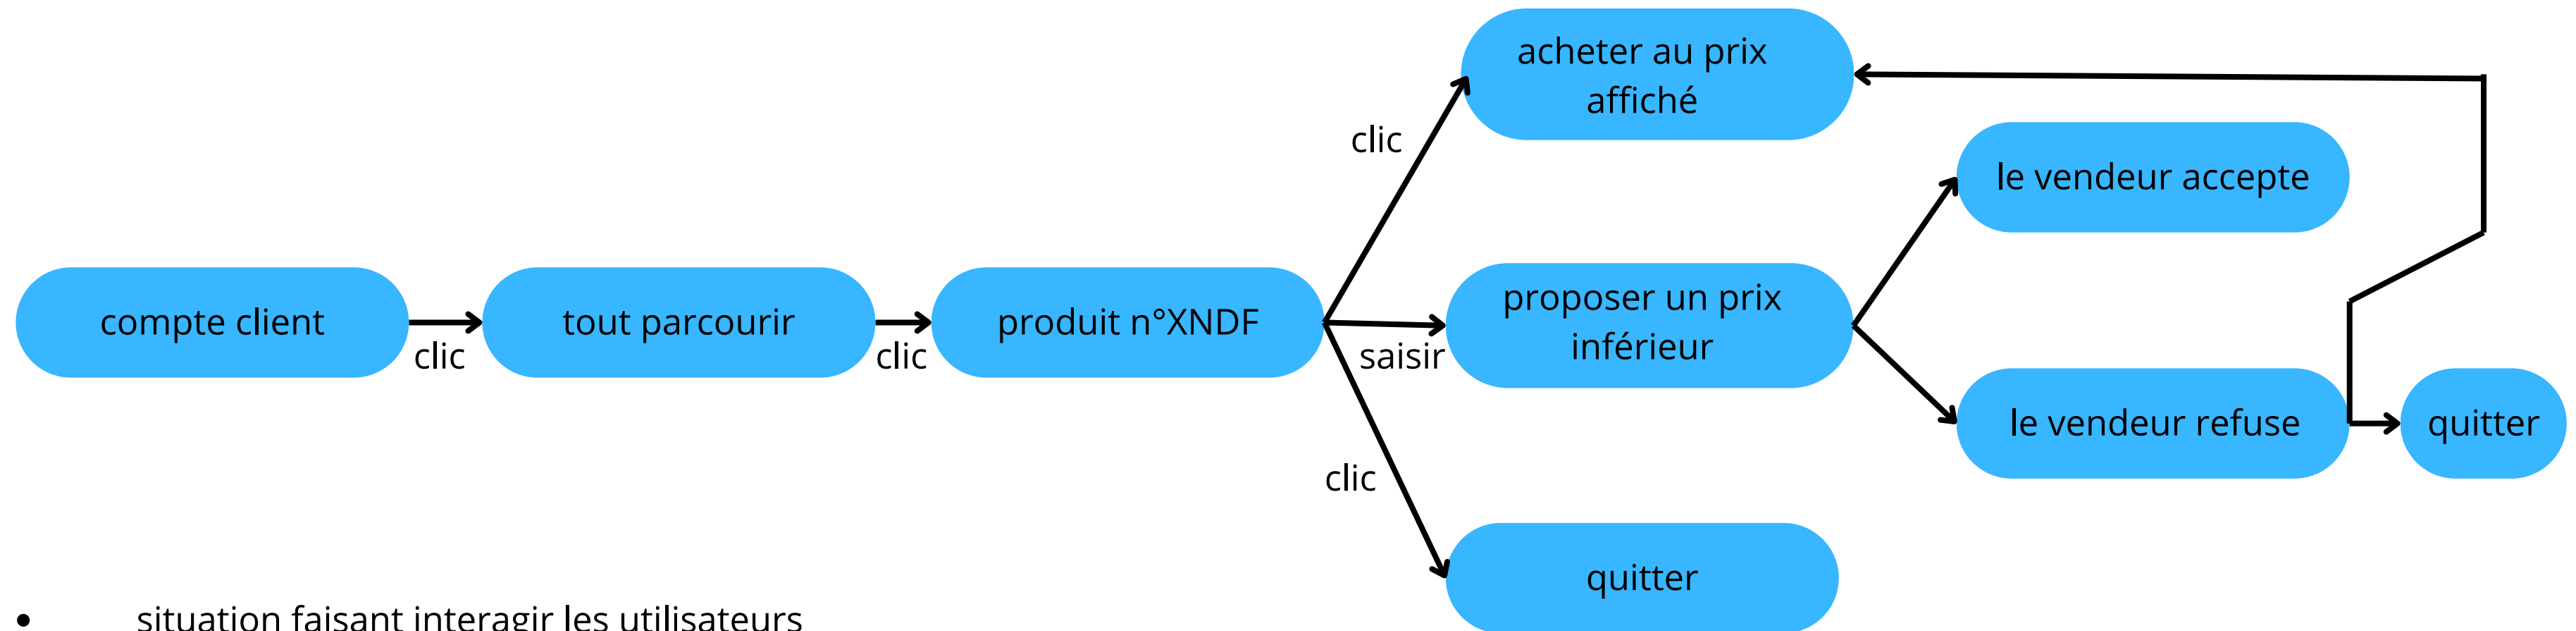 acheter au prix
affiché
clic
le vendeur accepte
compte client
clic
tout parcourir
clic
produit n°XNDF
proposer un prix
inférieur
saisir
le vendeur refuse
quitter
clic
quitter
• situation faisant interagir les utilisateurs